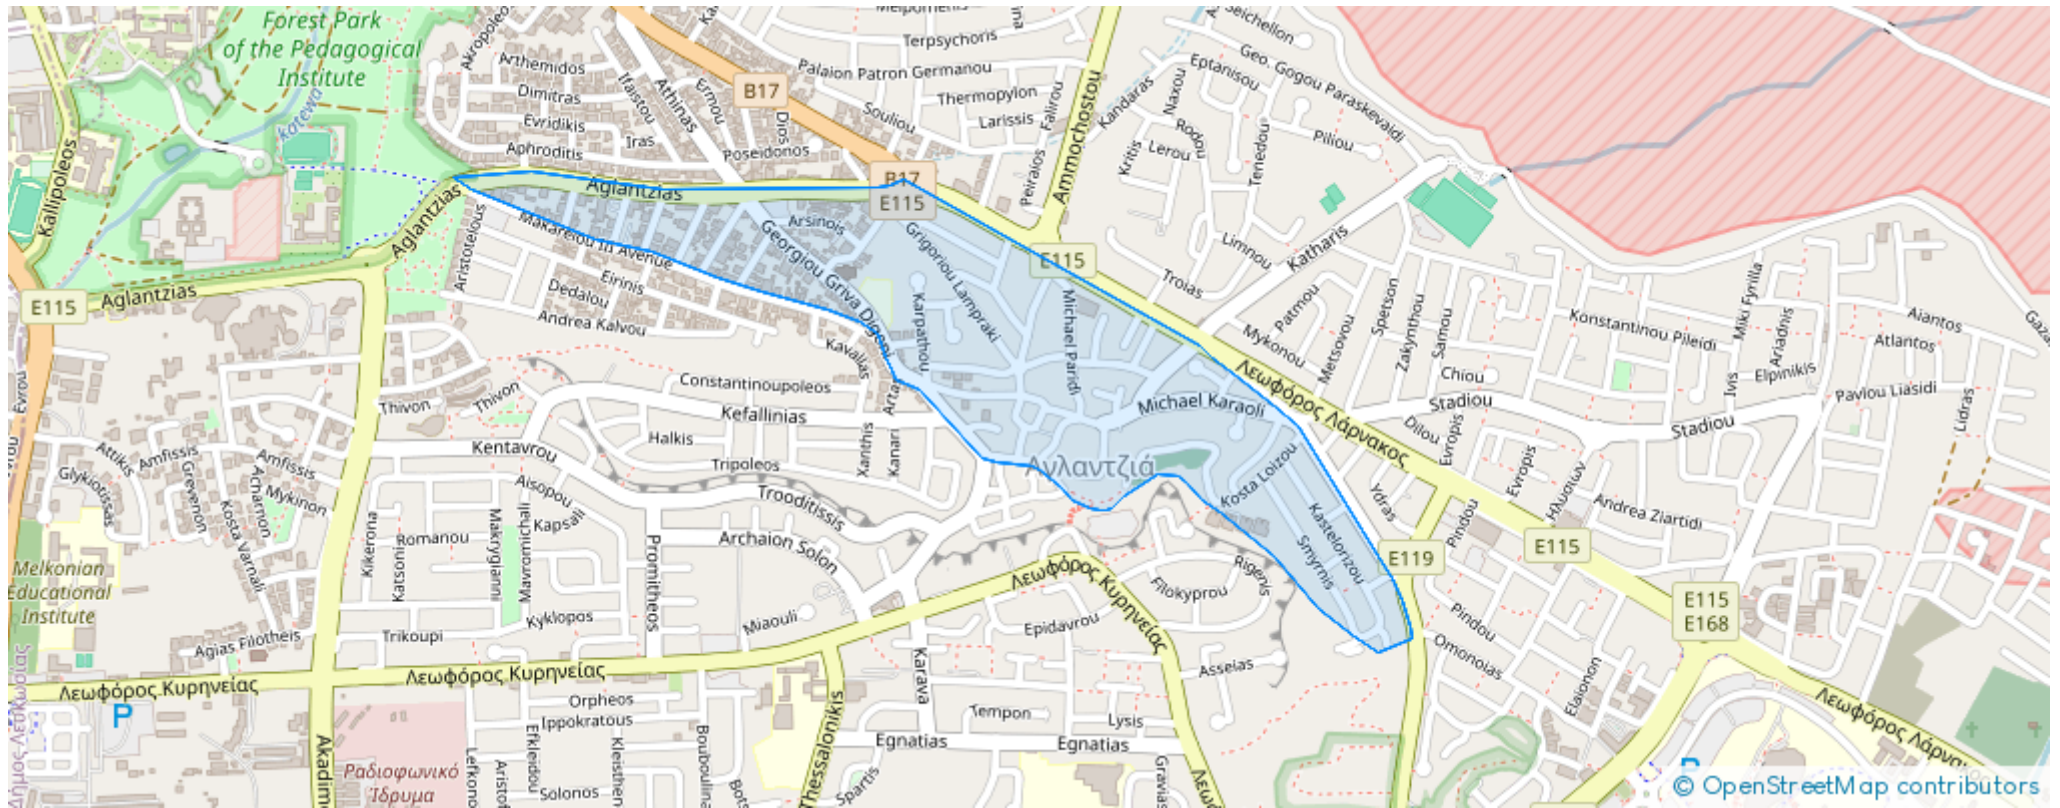 Forest Park
of the Pedagogical
Institute
Katewa
Kallipoleos
Akropoleos
Arthemidos
Dimitras
Evridikis
Aphroditis
Iras
Ifaistou
Athinas
Ermou
Dios
Poseidonos
B17
Melpomenis
Terpsychoris
Palaion Patron Germanou
Thermopylon
Souliou
Larissis
Falirou
Peiraios
Ammochostou
Kandaras
Seichellon
Geo. Gogou Paraskevaidi
Eptanisou
Naxou
Rodou
Lerou
Kritis
Tenedou
Piliou
Limnou
Katharis
Troias
B17
E115
E115
E115
Aglantzias
Aglantzias
Aglantzias
Aristotelous
Makareiou III Avenue
Eirinis
Dedalou
Andrea Kalvou
Arsinois
Georgiou Griva Digeni
Grigoriou Lampraki
Karpathou
Michael Paridi
Michael Karaoli
Kavallas
Artas
Constantinoupoleos
Kefallinias
Thivon
Thivon
Halkis
Kentavrou
Tripoleos
Xanthis
Kanari
Trooditissis
Aisopou
Kapsali
Archaion Solon
Αγλαντζιά
Kosta Loizou
Kastelorizou
Smyrnis
Mykonou
Patmou
Metsovou
Spetson
Zakynthou
Samou
Chiou
Λεωφόρος Λάρνακος
Stadiou
Stadiou
Dilou
Evropis
Evropis
Ηλυσιων
Andrea Ziartidi
Ydras
Pindou
Pindou
Omonoias
Elaionon
E119
E115
E115
E168
Konstantinou Pileidi
Miki Fyrilla
Ariadnis
Ivis
Elpinikis
Aiantos
Atlantos
Pavlou Liasidi
Lidras
Evrou
Attikis
Amfissis
Amfissis
Glykiotissas
Grevenon
Acharnon
Mykinon
Kosta Varnali
Agias Filotheis
Melkonian
Educational
Institute
Kikerona
Katsoni
Romanou
Makrygianni
Mavromichali
Kyklopos
Trikoupi
Promitheos
Miaouli
Λεωφόρος Κυρηνείας
Λεωφόρος Κυρηνείας
Λεωφόρος Κυρηνείας
Filokyprou
Rigenis
Epidavrou
Asseias
Karava
Thessalonikis
Orpheos
Ippokratous
Efkleidou
Solonos
Tempon
Lysis
Egnatias
Egnatias
Spartis
Ραδιοφωνικό
Ίδρυμα
P
P
© OpenStreetMap contributors